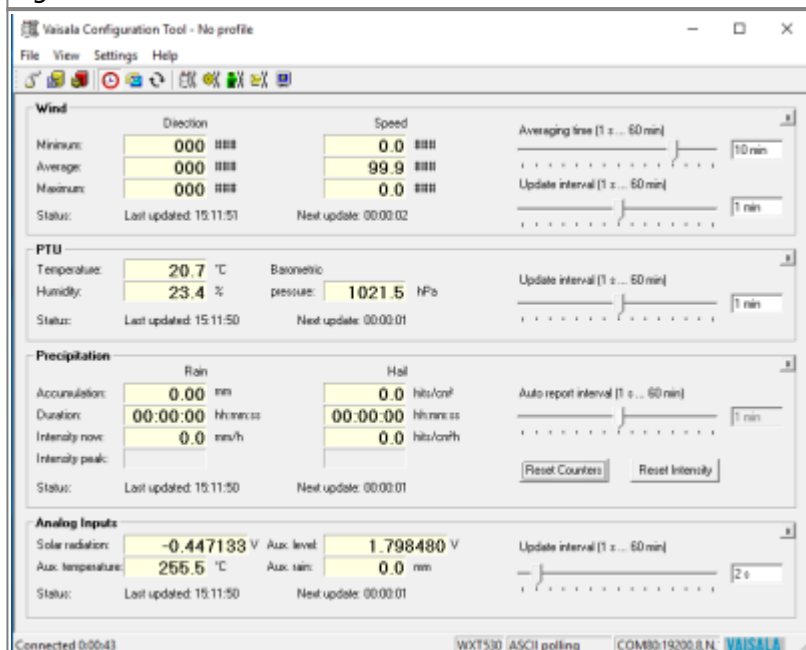 Vaisala Configuration Tool - No profile
File View Settings Help
Wind
Direction Speed
Averaging time (1 s ... 60 min)
Minimum: 000 ### 0.0 ### 10 min
Average: 000 ### 99.9 ###
Maximum: 000 ### 0.0 ### Update interval (1 s ... 60 min)
1 min
Status: Last updated: 15:11:51 Next update: 00:00:02
PTU
Temperature: 20.7 °C Barometric
Update interval (1 s ... 60 min)
Humidity: 23.4 % pressure: 1021.5 hPa
1 min
Status: Last updated: 15:11:50 Next update: 00:00:01
Precipitation
Rain Hail
Accumulation: 0.00 mm 0.0 hits/cm² Auto report interval (1 s ... 60 min)
Duration: 00:00:00 hh:mm:ss 00:00:00 hh:mm:ss 1 min
Intensity now: 0.0 mm/h 0.0 hits/cm²h
Intensity peak:
Reset Counters Reset Intensity
Status: Last updated: 15:11:50 Next update: 00:00:01
Analog Inputs
Solar radiation: -0.447133 V Aux. level: 1.798480 V Update interval (1 s ... 60 min)
Aux. temperature: 255.5 °C Aux. rain: 0.0 mm 2 s
Status: Last updated: 15:11:50 Next update: 00:00:01
Connected 0:00:43 WXT530 ASCII polling COM80:19200,8,N, VAISALA